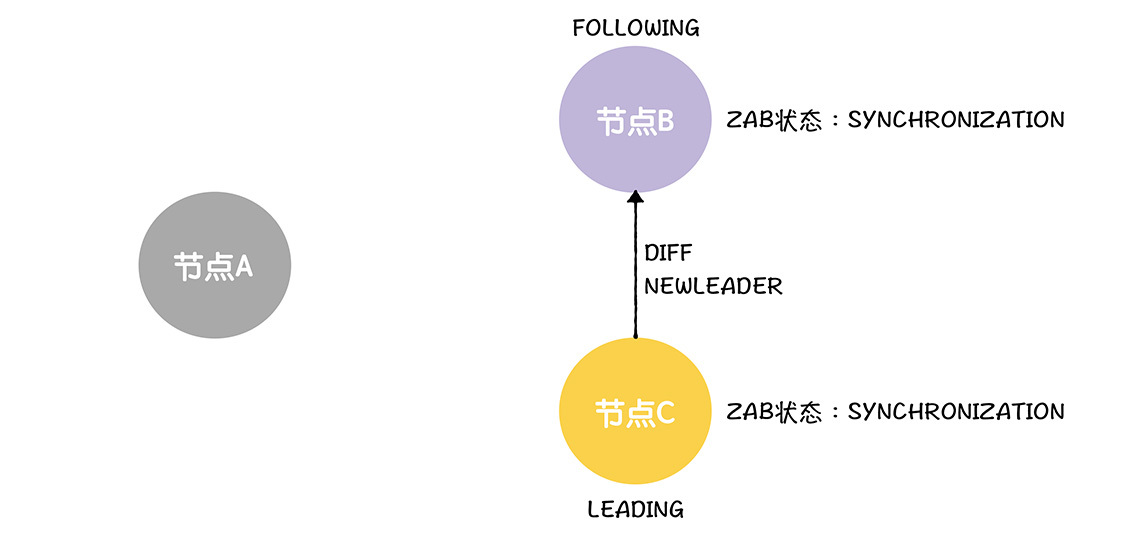 FOLLOWING
节点B
ZAB状态：SYNCHRONIZATION
节点A
DIFF
NEWLEADER
节点C
ZAB状态：SYNCHRONIZATION
LEADING